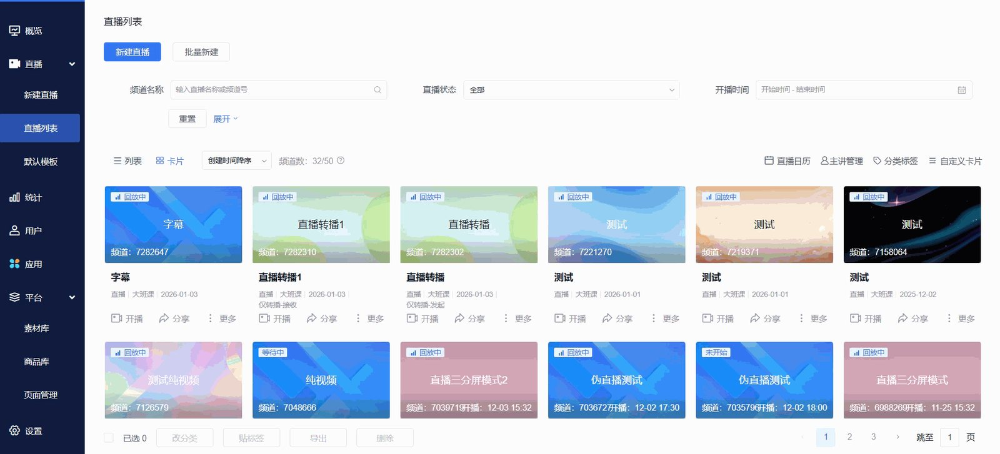 概览
直播
新建直播
直播列表
默认模板
统计
用户
应用
平台
素材库
商品库
页面管理
设置
直播列表
新建直播 批量新建
频道名称 输入直播名称或频道号 直播状态 全部 开播时间 开始时间 - 结束时间
重置 展开
列表 卡片 创建时间降序 频道数：32/50 直播日历 主讲管理 分类标签 自定义卡片
回放中 回放中 回放中 回放中 回放中 回放中
字幕 直播转播1 直播转播 测试 测试 测试
频道：7282647 频道：7282310 频道：7282302 频道：7221270 频道：7219371 频道：7158064
字幕 直播转播1 直播转播 测试 测试 测试
直播 大班课 2026-01-03 直播 大班课 2026-01-03 直播 大班课 2026-01-03 直播 大班课 2026-01-01 直播 大班课 2026-01-01 直播 大班课 2025-12-02
仅转播-接收 仅转播-发起
开播 分享 更多 开播 分享 更多 开播 分享 更多 开播 分享 更多 开播 分享 更多 开播 分享 更多
回放中 等待中 回放中 回放中 未开始 回放中
测试纯视频 纯视频 直播三分屏模式2 伪直播测试 伪直播测试 直播三分屏模式
频道：7126579 频道：7048666 频道：7039719开播：12-03 15:32 频道：7036727开播：12-02 17:30 频道：7035796开播：12-02 18:00 频道：6988269开播：11-25 15:32
已选 0 改分类 贴标签 导出 删除 1 2 3 跳至 1 页